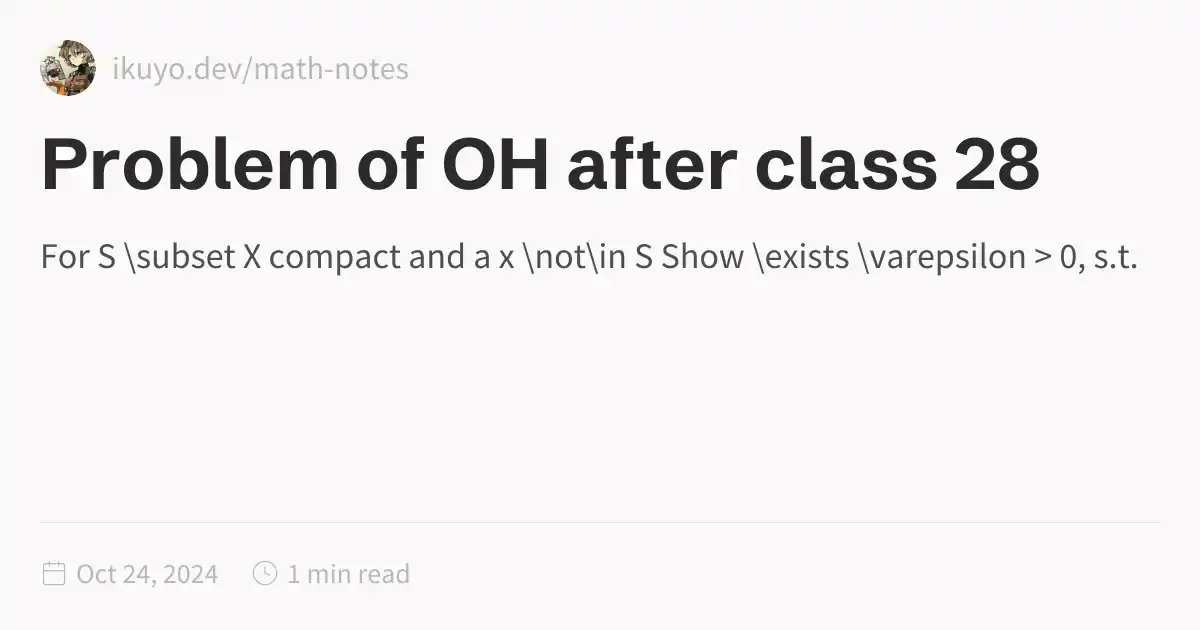 ikuyo.dev/math-notes
Problem of OH after class 28
For S \subset X compact and a x \not\in S Show \exists \varepsilon > 0, s.t.
Oct 24, 2024
1 min read